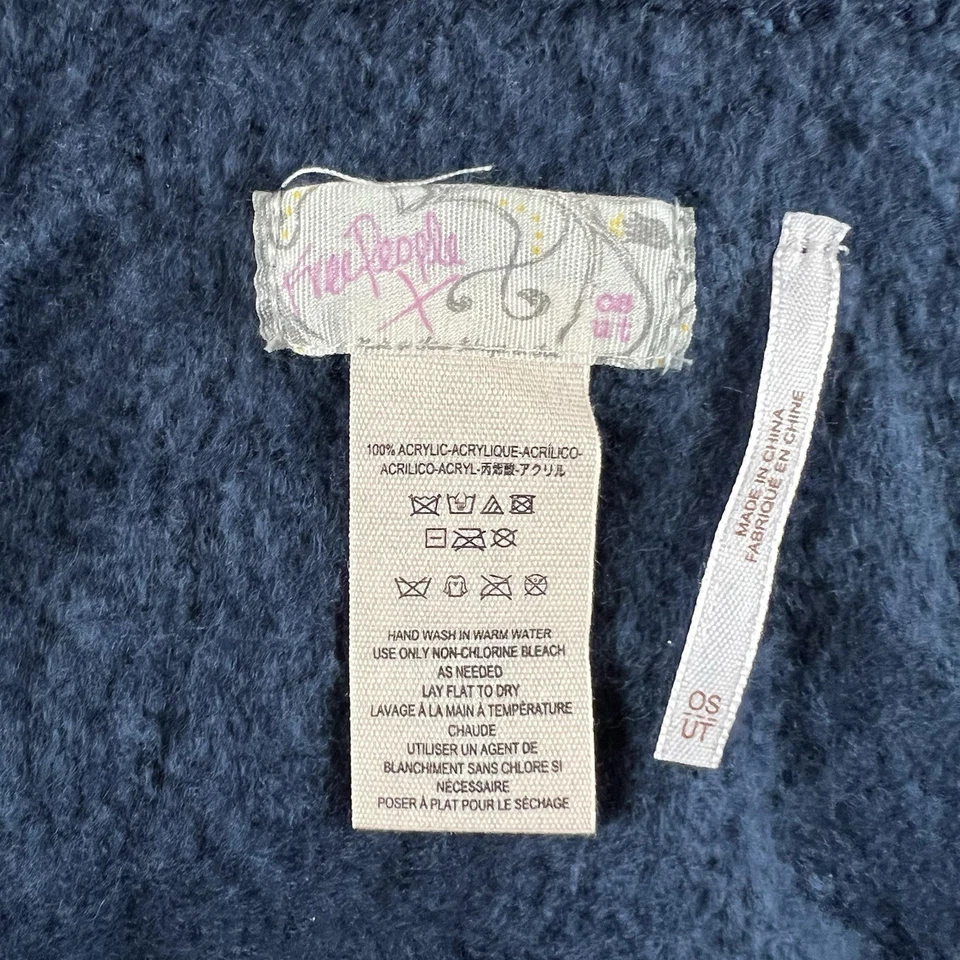 Free People
OS
UT
100% ACRYLIC-ACRYLIQUE-ACRÍLICO-
ACRILICO-ACRYL-丙烯酸-アクリル
HAND WASH IN WARM WATER
USE ONLY NON-CHLORINE BLEACH
AS NEEDED
LAY FLAT TO DRY
LAVAGE À LA MAIN À TEMPÉRATURE
CHAUDE
UTILISER UN AGENT DE
BLANCHIMENT SANS CHLORE SI
NÉCESSAIRE
POSER À PLAT POUR LE SÉCHAGE
MADE IN CHINA
FABRIQUÉ EN CHINE
OS
UT